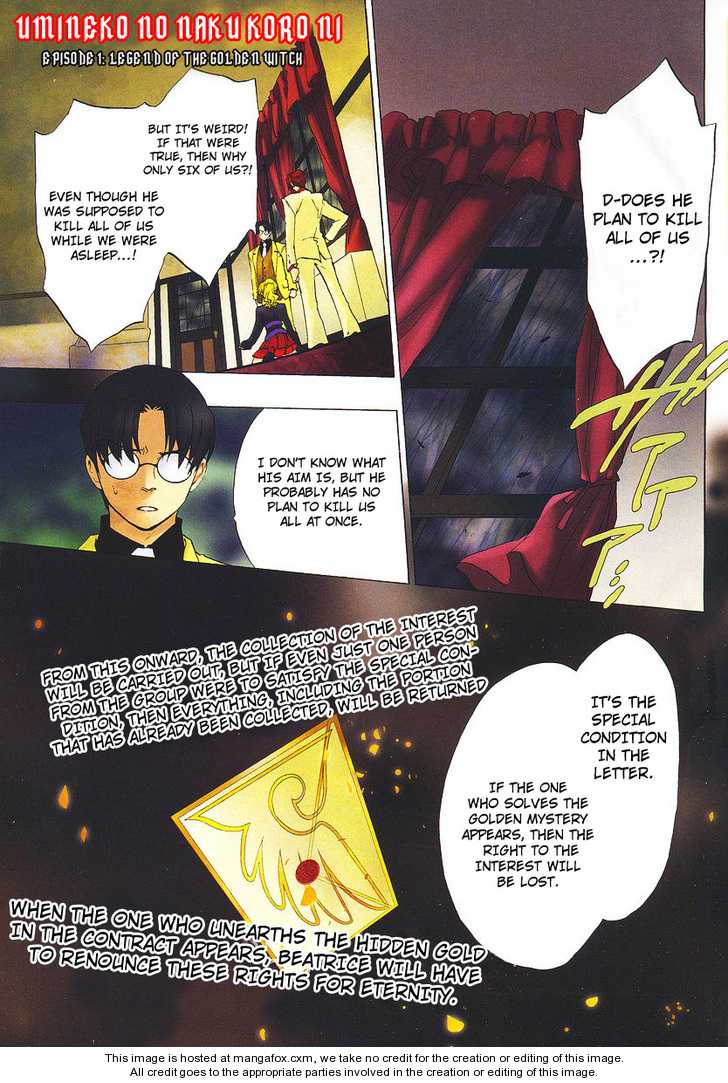 UMINEKO NO NAKU KORO NI
EPISODE 1: LEGEND OF THE GOLDEN WITCH
D-DOES HE
PLAN TO KILL
ALL OF US
...?!
ザアアア...
BUT IT'S WEIRD!
IF THAT WERE
TRUE, THEN WHY
ONLY SIX OF US?!
EVEN THOUGH HE
WAS SUPPOSED TO
KILL ALL OF US
WHILE WE WERE
ASLEEP...!
I DON'T KNOW WHAT
HIS AIM IS, BUT HE
PROBABLY HAS NO
PLAN TO KILL US
ALL AT ONCE.
IT'S THE
SPECIAL
CONDITION
IN THE
LETTER.
IF THE ONE
WHO SOLVES THE
GOLDEN MYSTERY
APPEARS, THEN THE
RIGHT TO THE
INTEREST WILL
BE LOST.
FROM THIS ONWARD, THE COLLECTION OF THE INTEREST
WILL BE CARRIED OUT, BUT IF EVEN JUST ONE PERSON
FROM THE GROUP WERE TO SATISFY THE SPECIAL CON-
DITION, THEN EVERYTHING, INCLUDING THE PORTION
THAT HAS ALREADY BEEN COLLECTED, WILL BE RETURNED
WHEN THE ONE WHO UNEARTHS THE HIDDEN GOLD
IN THE CONTRACT APPEARS, BEATRICE WILL HAVE
TO RENOUNCE THESE RIGHTS FOR ETERNITY.
This image is hosted at mangafox.cxm, we take no credit for the creation or editing of this image.
All credit goes to the appropriate parties involved in the creation or editing of this image.